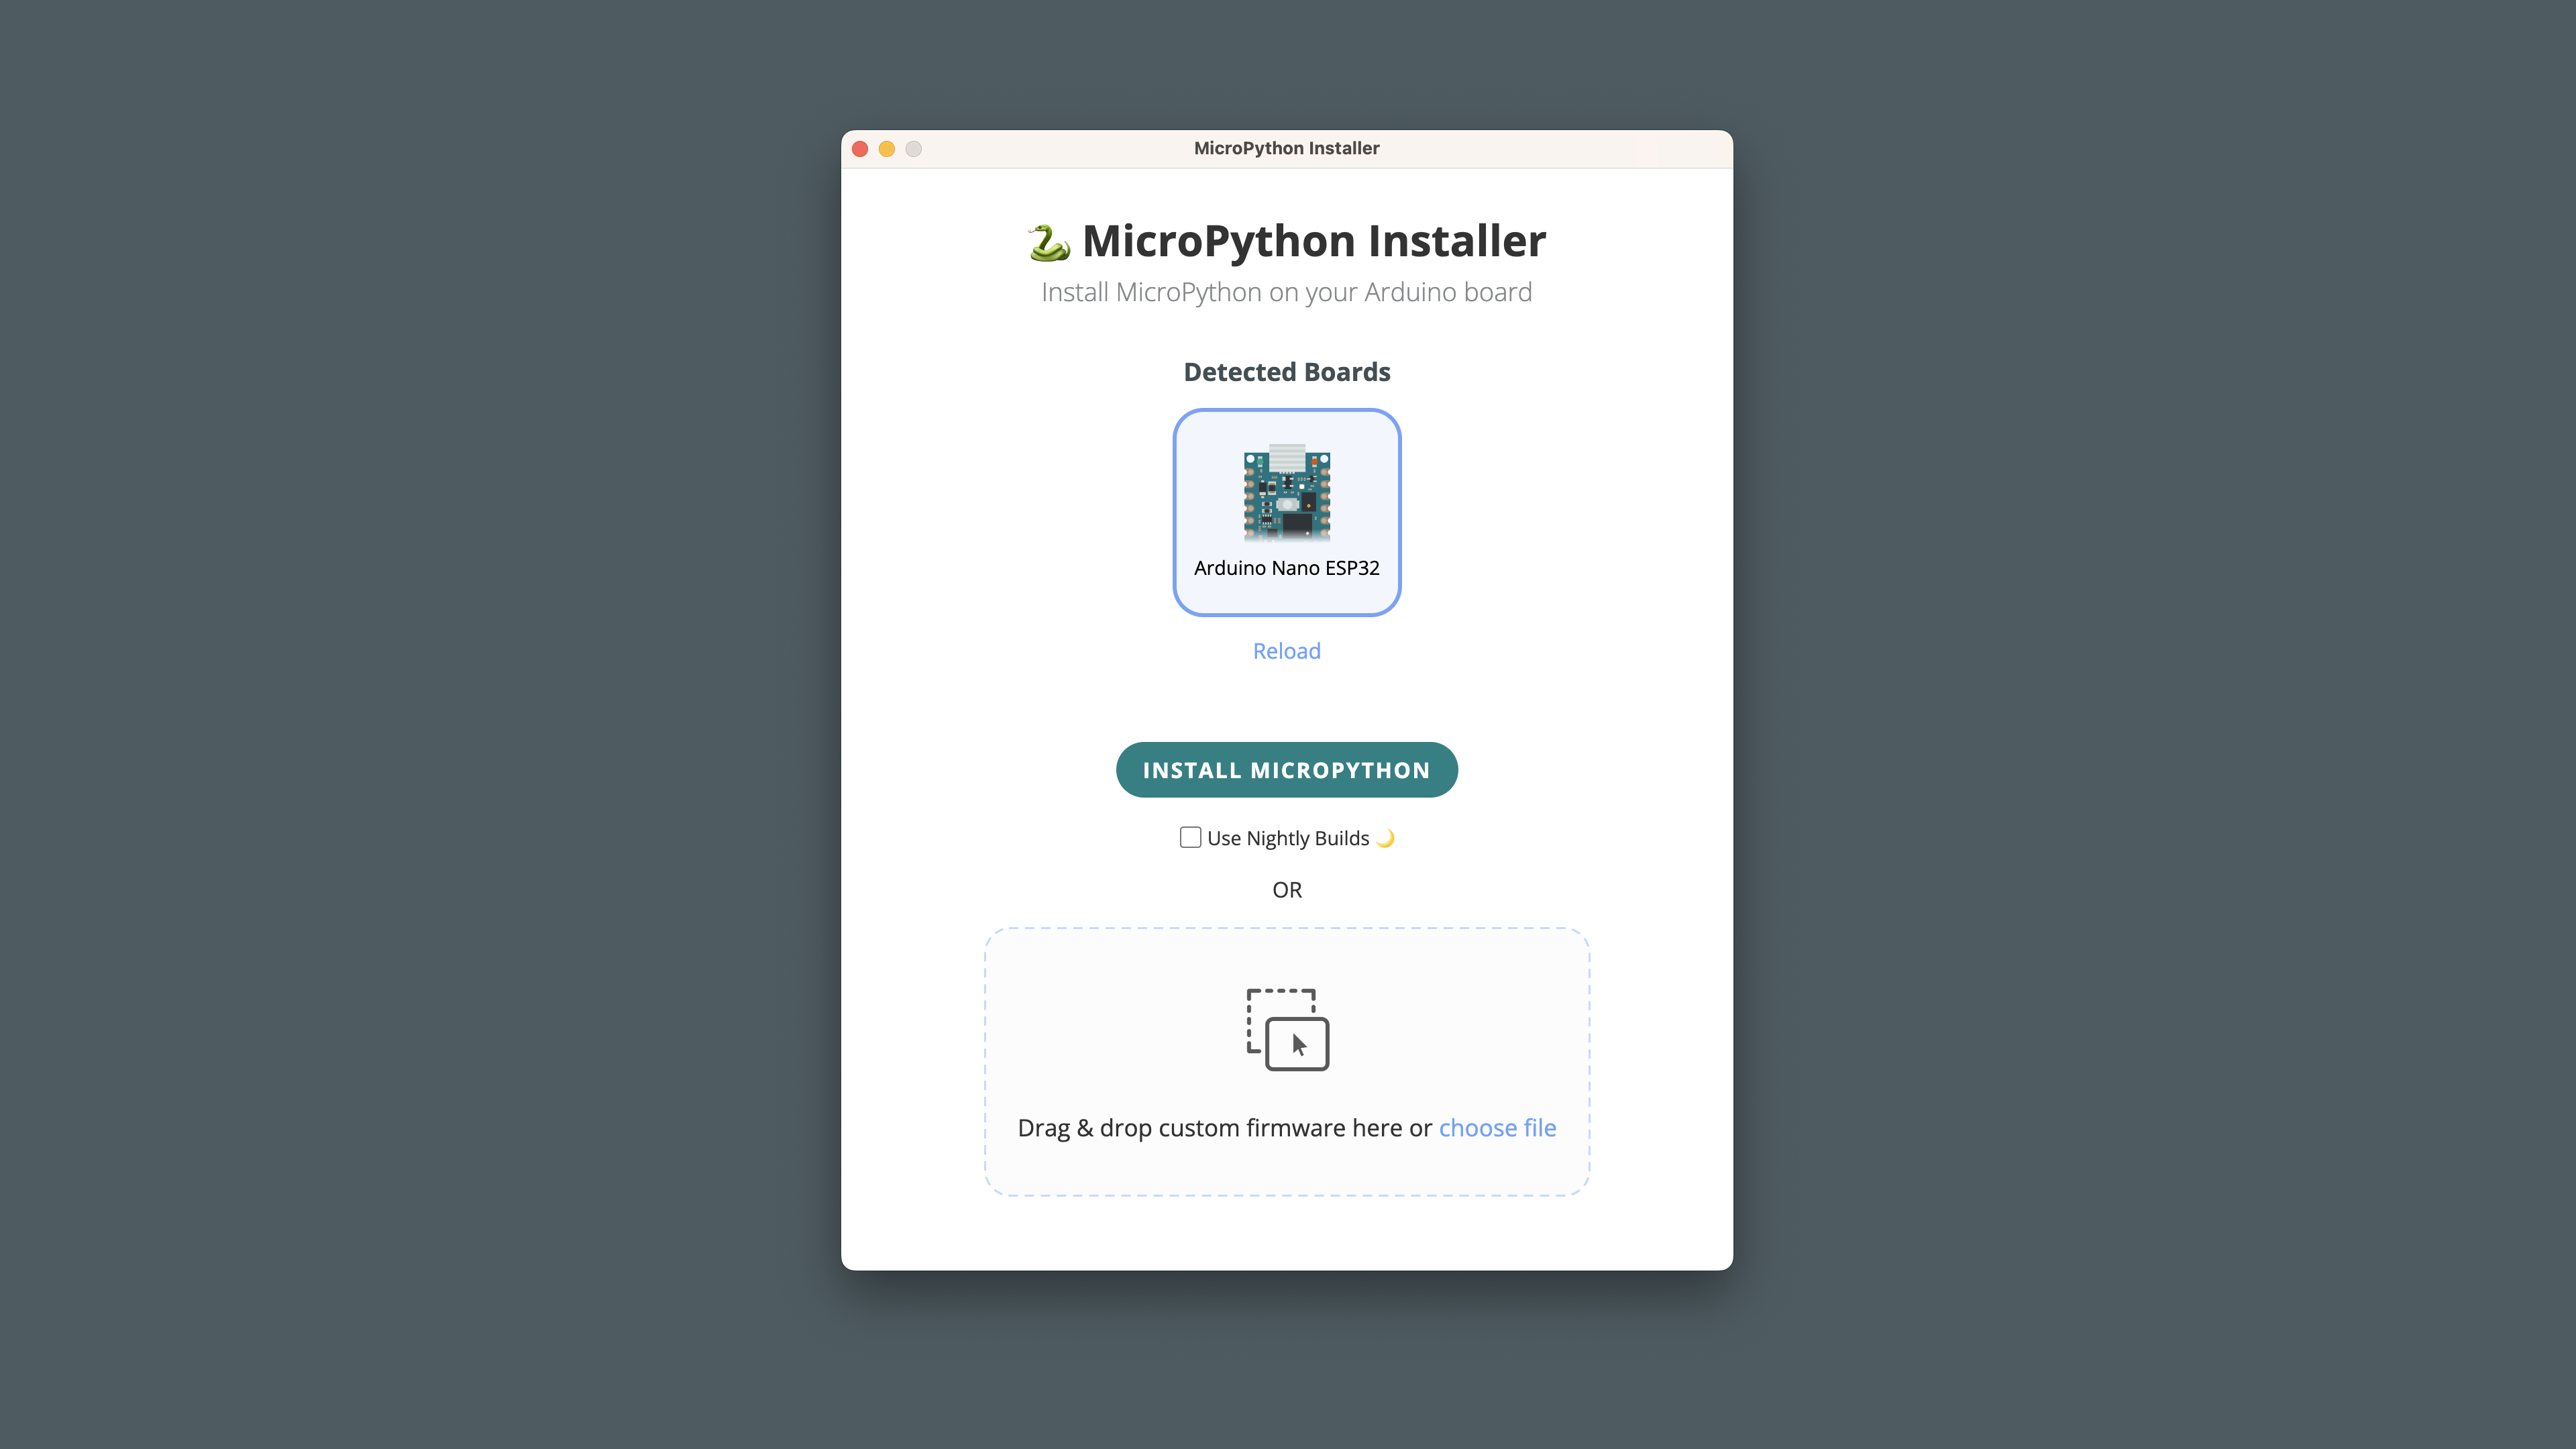 MicroPython Installer
🐍 MicroPython Installer
Install MicroPython on your Arduino board
Detected Boards
Arduino Nano ESP32
Reload
INSTALL MICROPYTHON
Use Nightly Builds 🌙
OR
Drag & drop custom firmware here or choose file